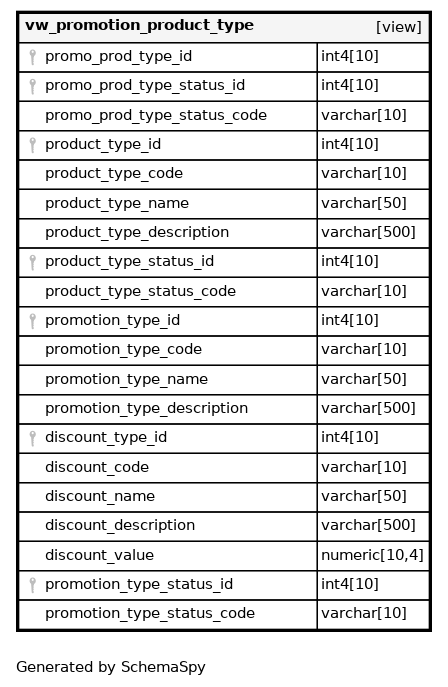 vw_promotion_product_type [view]
promo_prod_type_id int4[10]
promo_prod_type_status_id int4[10]
promo_prod_type_status_code varchar[10]
product_type_id int4[10]
product_type_code varchar[10]
product_type_name varchar[50]
product_type_description varchar[500]
product_type_status_id int4[10]
product_type_status_code varchar[10]
promotion_type_id int4[10]
promotion_type_code varchar[10]
promotion_type_name varchar[50]
promotion_type_description varchar[500]
discount_type_id int4[10]
discount_code varchar[10]
discount_name varchar[50]
discount_description varchar[500]
discount_value numeric[10,4]
promotion_type_status_id int4[10]
promotion_type_status_code varchar[10]
Generated by SchemaSpy